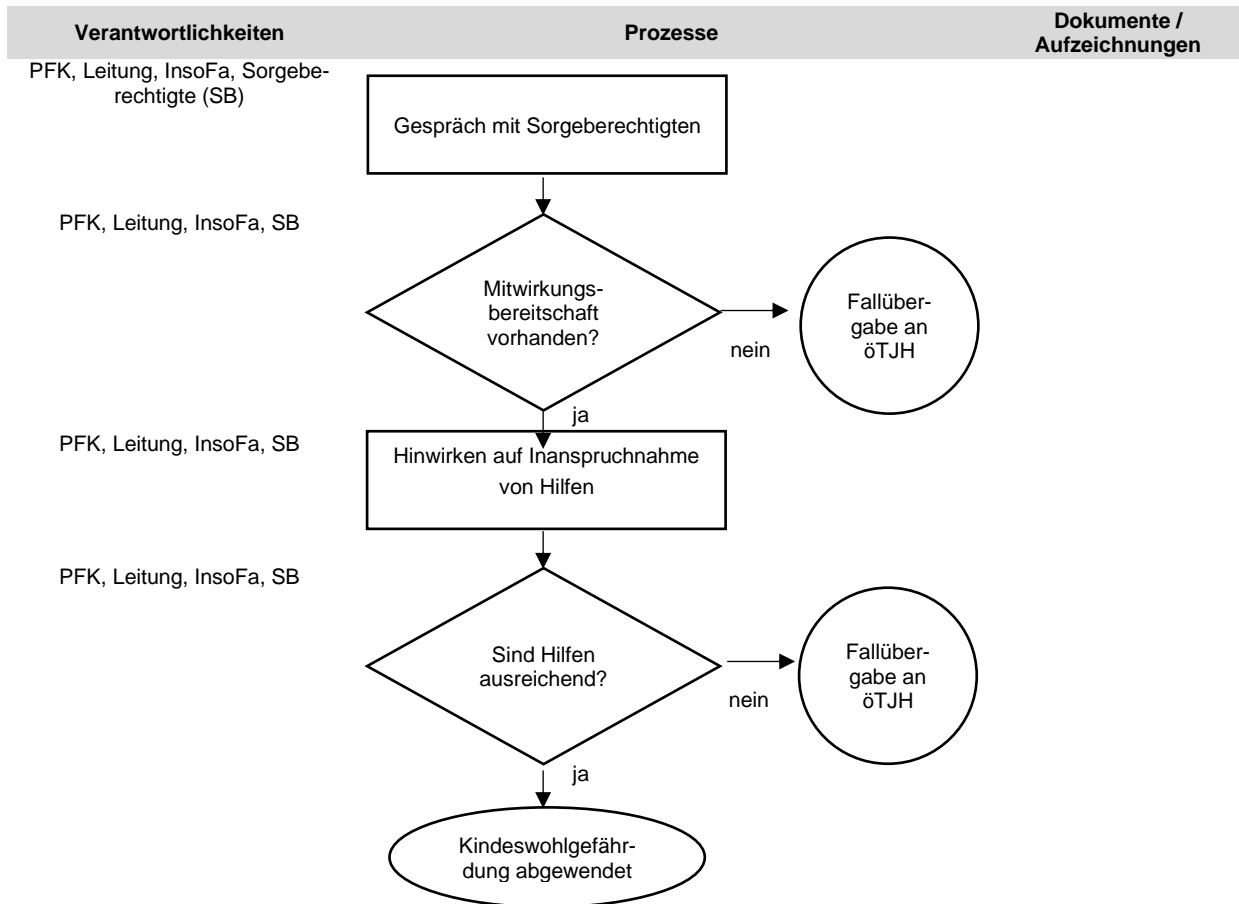 Verantwortlichkeiten
Prozesse
Dokumente /
Aufzeichnungen
PFK, Leitung, InsoFa, Sorgebe-
rechtigte (SB)
Gespräch mit Sorgeberechtigten
PFK, Leitung, InsoFa, SB
Mitwirkungs-
bereitschaft
vorhanden?
nein
Fallüber-
gabe an
öTJH
ja
PFK, Leitung, InsoFa, SB
Hinwirken auf Inanspruchnahme
von Hilfen
PFK, Leitung, InsoFa, SB
Sind Hilfen
ausreichend?
nein
Fallüber-
gabe an
öTJH
ja
Kindeswohlgefähr-
dung abgewendet